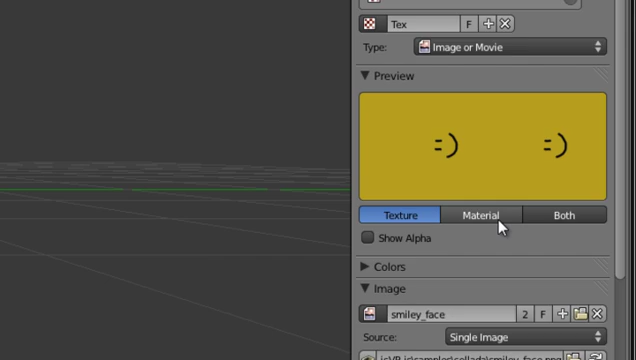 Tex F
Type: Image or Movie
Preview
=) =)
Texture Material Both
Show Alpha
Colors
Image
smiley_face 2 F
Source: Single Image